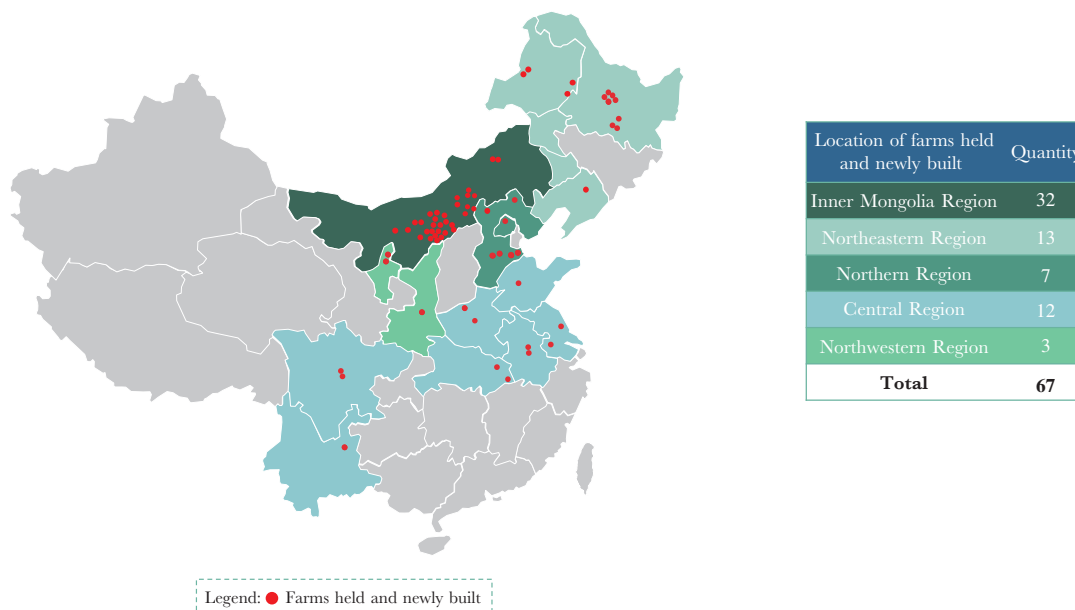 Location of farms held
and newly built
Quantity
Inner Mongolia Region 32
Northeastern Region 13
Northern Region 7
Central Region 12
Northwestern Region 3
Total 67
Legend: Farms held and newly built